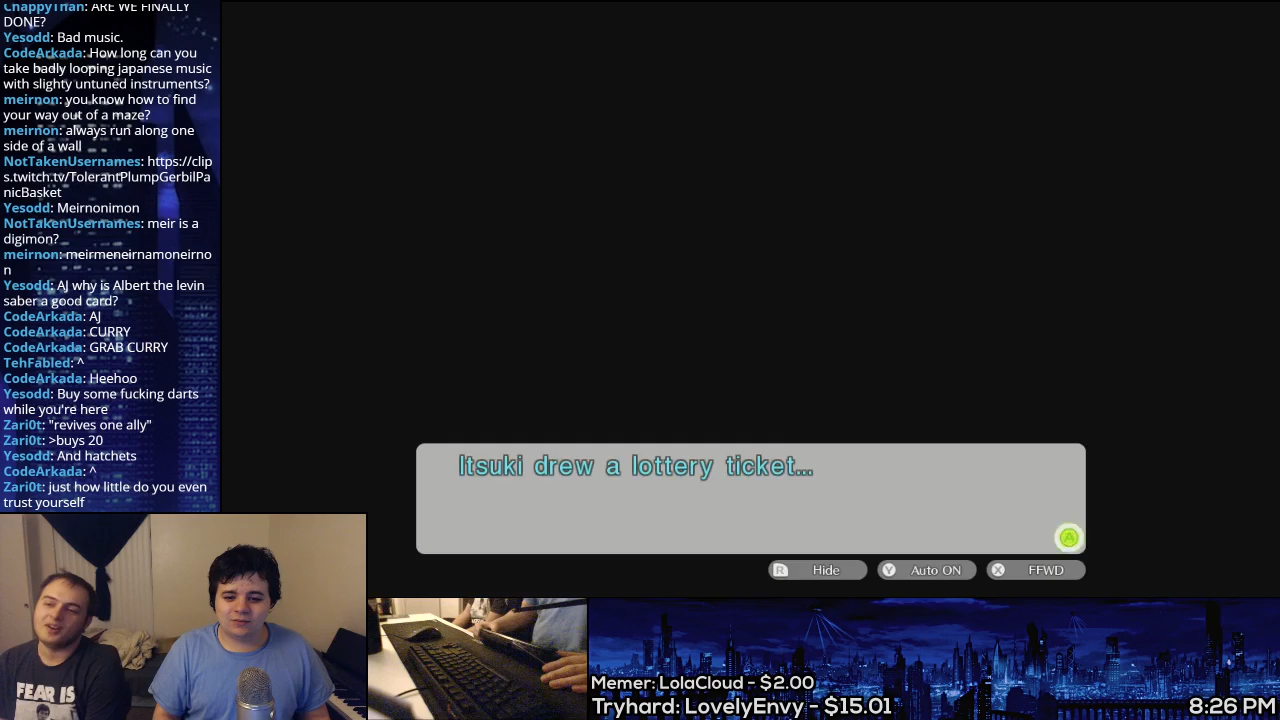 ChappyThan: ARE WE FINALLY
DONE?
Yesodd: Bad music.
CodeArkada: How long can you
take badly looping japanese music
with slighty untuned instruments?
meirnon: you know how to find
your way out of a maze?
meirnon: always run along one
side of a wall
NotTakenUsernames: https://clip
s.twitch.tv/TolerantPlumpGerbilPa
nicBasket
Yesodd: Meirnonimon
NotTakenUsernames: meir is a
digimon?
meirnon: meirmeneirnamoneirno
n
Yesodd: AJ why is Albert the levin
saber a good card?
CodeArkada: AJ
CodeArkada: CURRY
CodeArkada: GRAB CURRY
TehFabled: ^
CodeArkada: Heehoo
Yesodd: Buy some fucking darts
while you're here
Zari0t: "revives one ally"
Zari0t: >buys 20
Yesodd: And hatchets
CodeArkada: ^
Zari0t: just how little do you even
trust yourself
Itsuki drew a lottery ticket...
A
R Hide
Y Auto ON
X FFWD
FEAR IS
Memer: LolaCloud - $2.00
Tryhard: LovelyEnvy - $15.01
8:26 PM